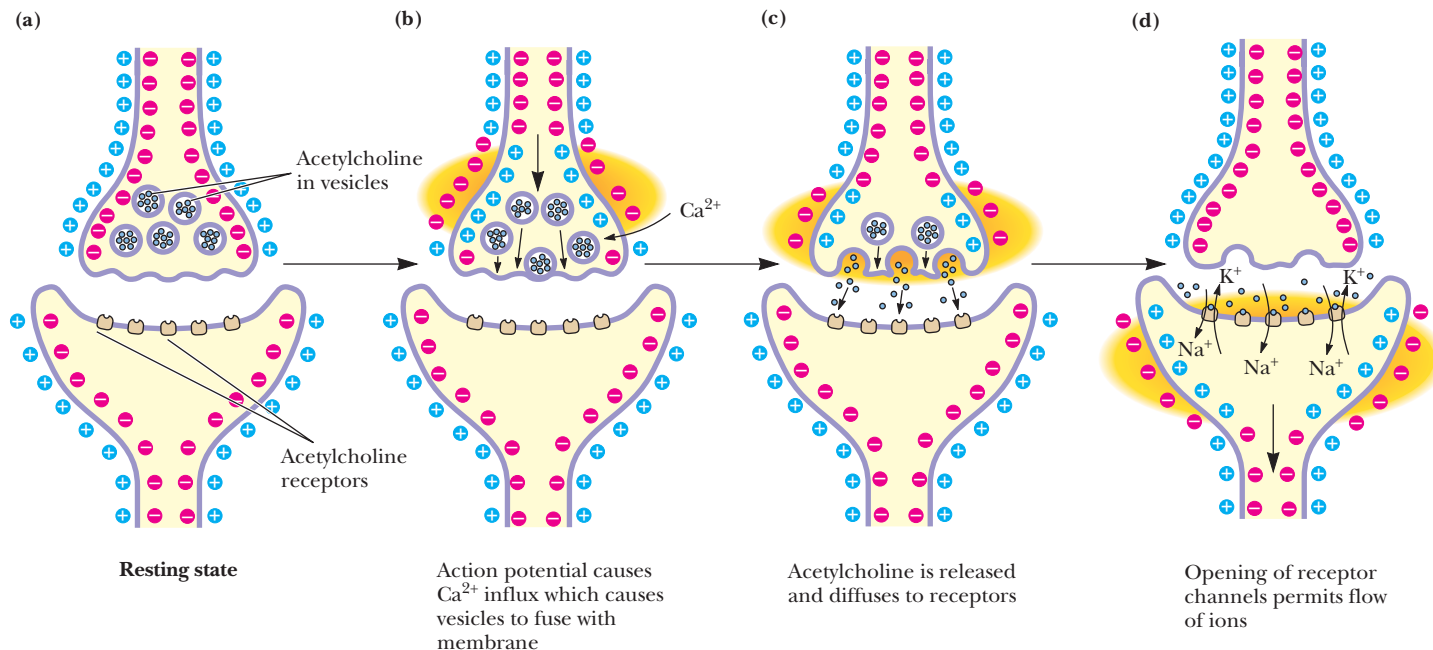 (a)
Acetylcholine
in vesicles
Acetylcholine
receptors
Resting state
(b)
Ca²⁺
Action potential causes
Ca²⁺ influx which causes
vesicles to fuse with
membrane
(c)
Acetylcholine is released
and diffuses to receptors
(d)
K⁺
K⁺
Na⁺
Na⁺
Na⁺
Opening of receptor
channels permits flow
of ions